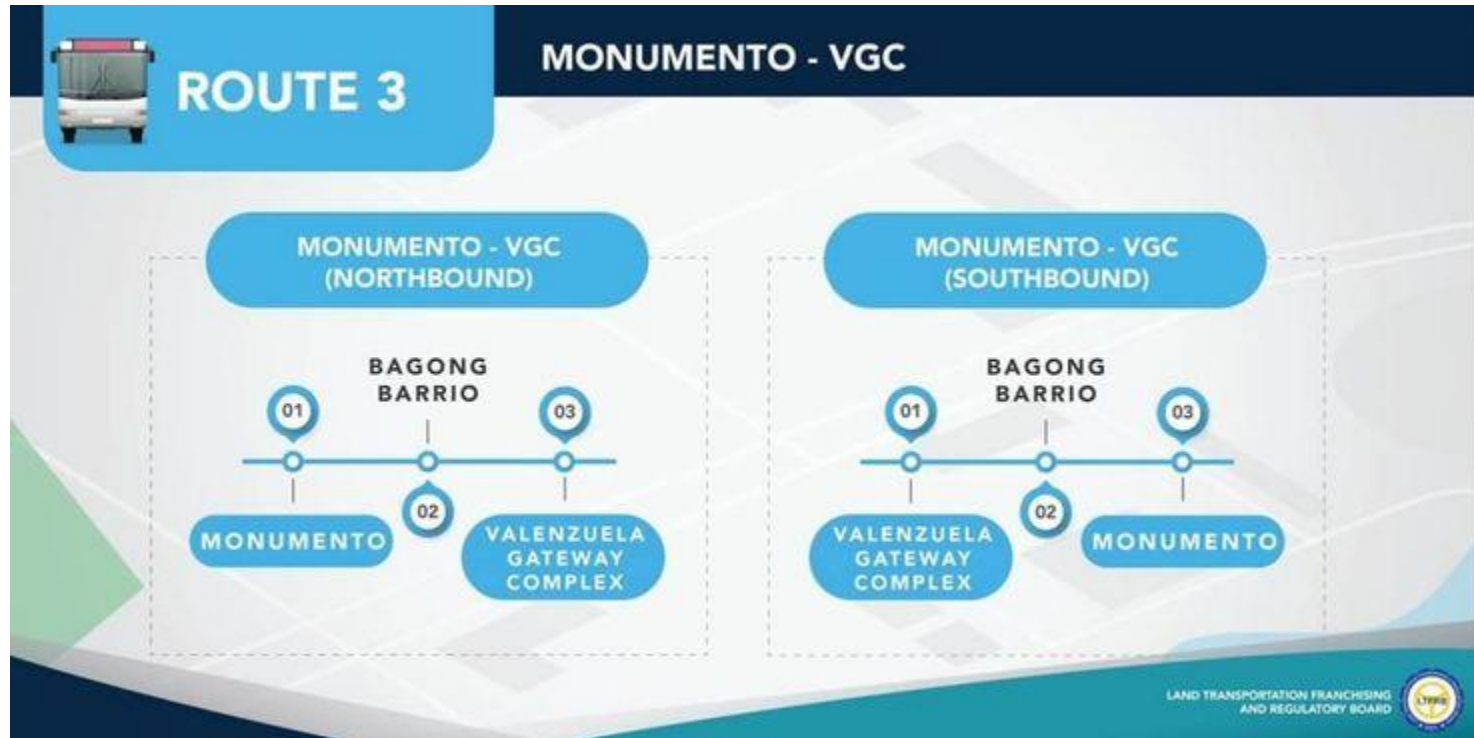 ROUTE 3
MONUMENTO - VGC
MONUMENTO - VGC
(NORTHBOUND)
BAGONG
BARRIO
01
03
02
MONUMENTO
VALENZUELA
GATEWAY
COMPLEX
MONUMENTO - VGC
(SOUTHBOUND)
BAGONG
BARRIO
01
03
02
VALENZUELA
GATEWAY
COMPLEX
MONUMENTO
LAND TRANSPORTATION FRANCHISING
AND REGULATORY BOARD
LTFRB